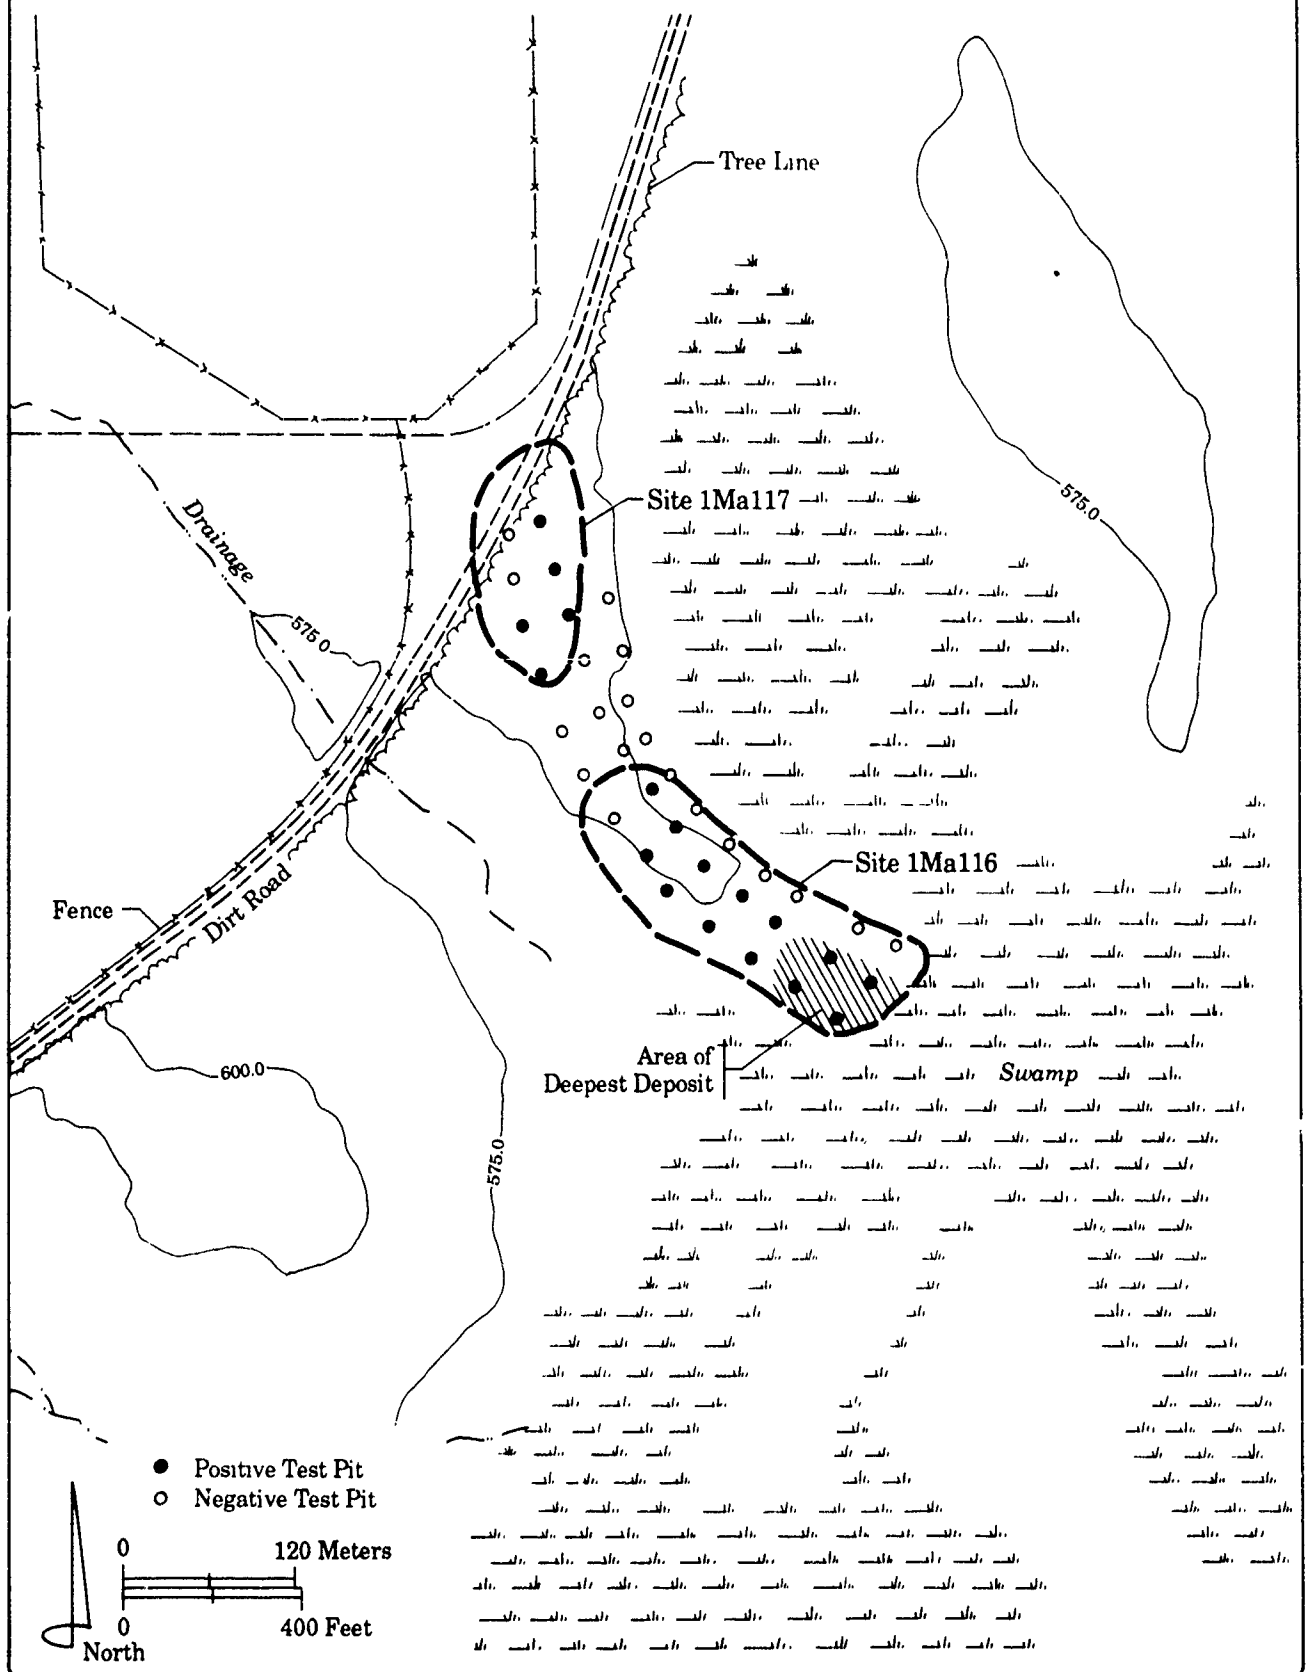 Tree Line
Site 1Ma117
575.0
Drainage
575.0
Site 1Ma116
Fence
Dirt Road
Area of
Deepest Deposit
Swamp
600.0
575.0
Positive Test Pit
Negative Test Pit
0 120 Meters
0 400 Feet
North